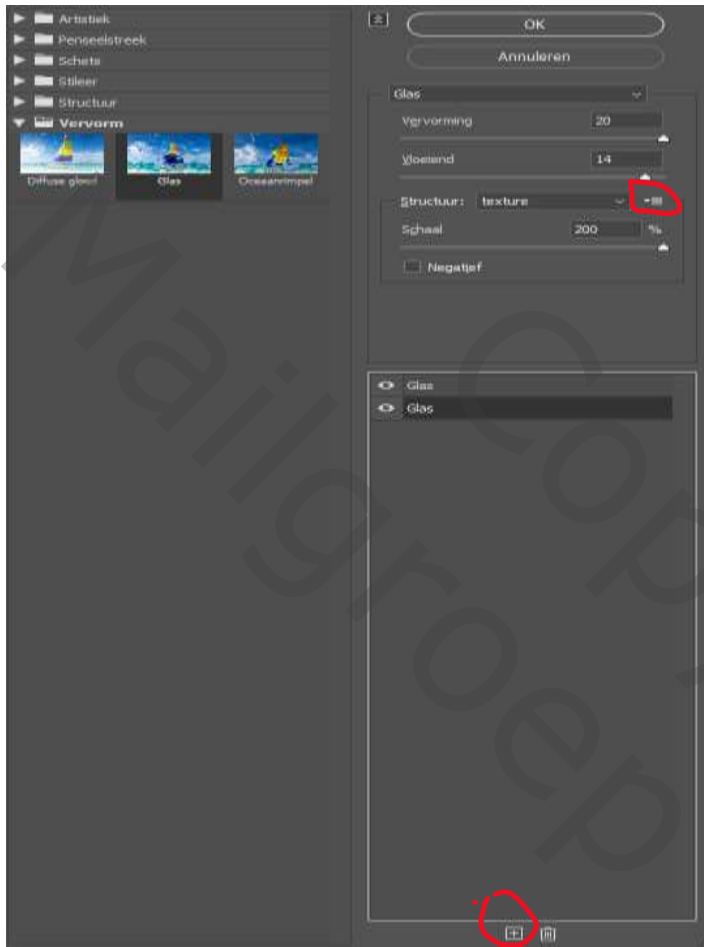 Artistiek
Penseelstreek
Schets
Stileer
Structuur
Vervorm
Diffuse gloed
Glas
Oceaanrimpel
OK
Annuleren
Glas
Vervorming 20
Vloeiend 14
Structuur: texture
Schaal 200 %
Negatief
Glas
Glas
Mailgroep